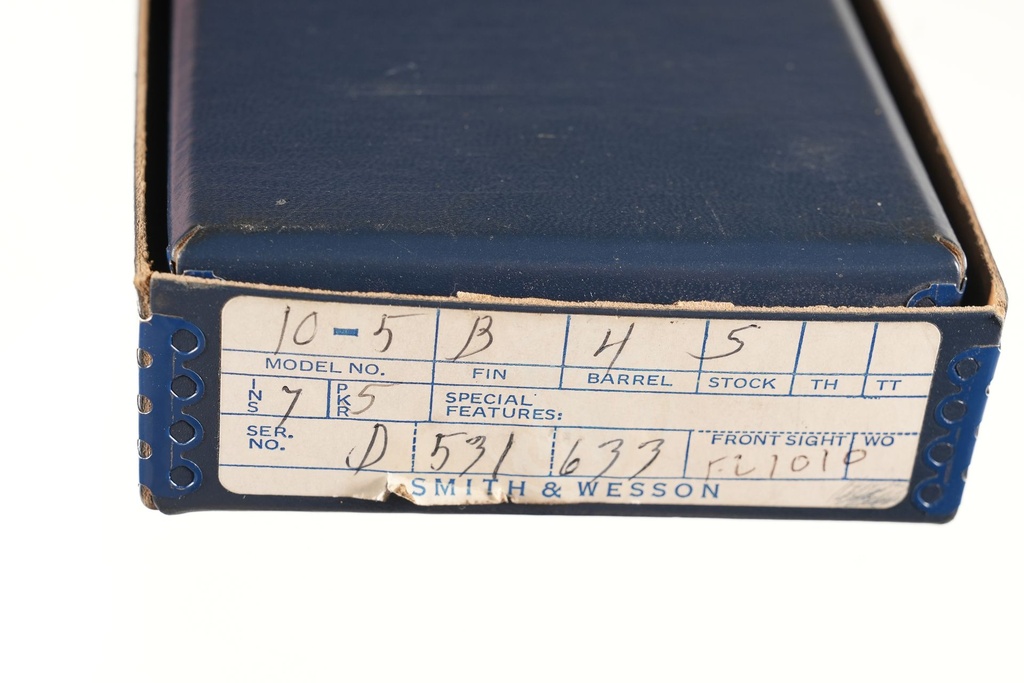 10-5 B 4 S
MODEL NO. FIN BARREL STOCK TH TT
INS 7 PKR 5 SPECIAL FEATURES:
SER. NO. D 531 633 FRONT SIGHT WO
SMITH & WESSON